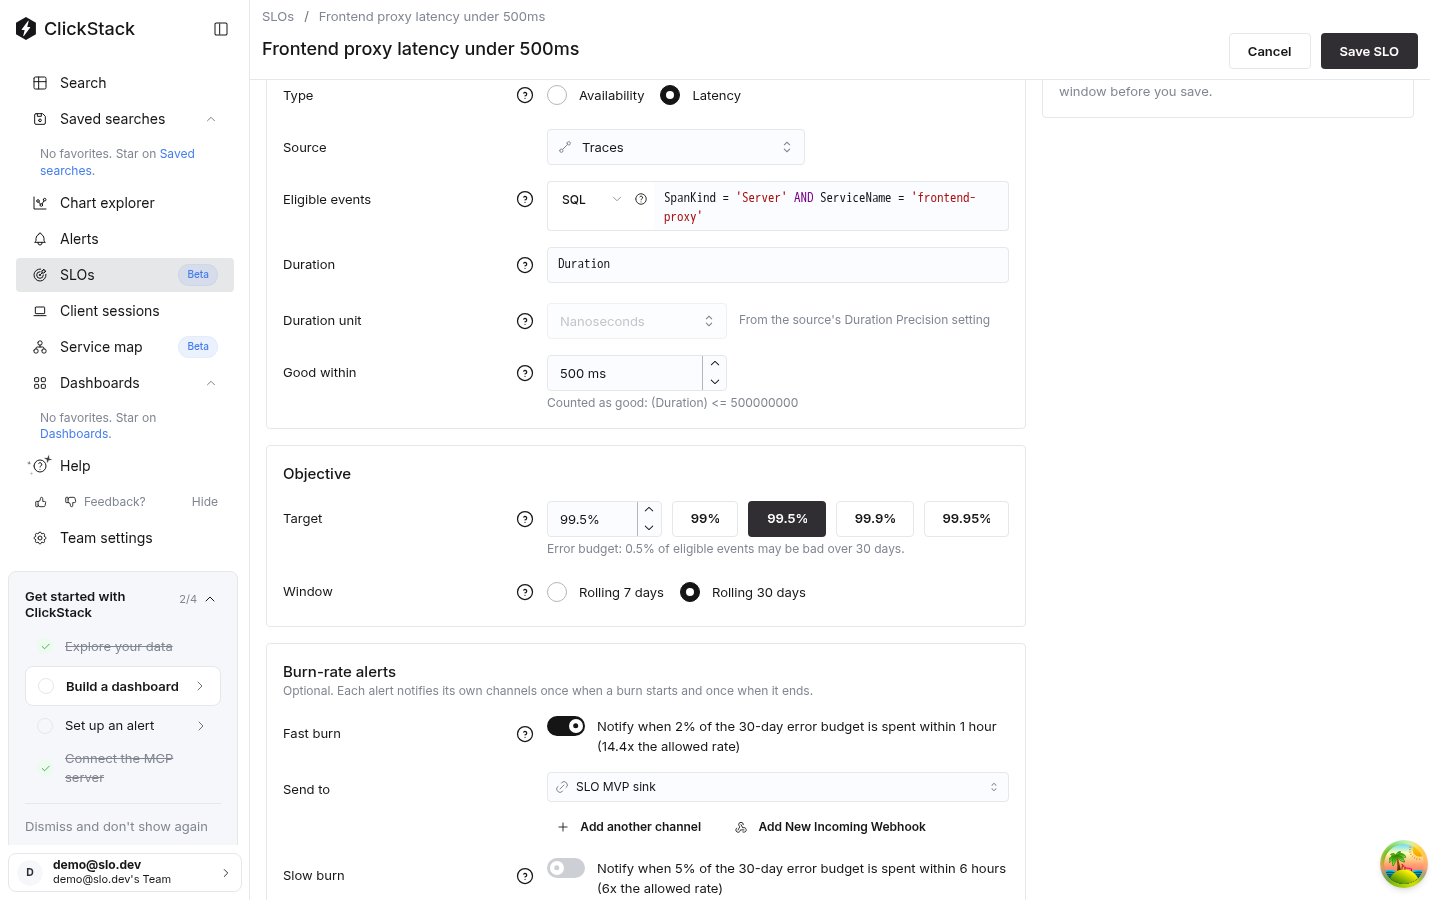 ClickStack
Search
Saved searches
No favorites. Star on Saved
searches.
Chart explorer
Alerts
SLOs
Beta
Client sessions
Service map
Beta
Dashboards
No favorites. Star on
Dashboards.
Help
Feedback?
Hide
Team settings
Get started with
ClickStack
2/4
Explore your data
Build a dashboard
Set up an alert
Connect the MCP
server
Dismiss and don't show again
D
demo@slo.dev
demo@slo.dev's Team
SLOs / Frontend proxy latency under 500ms
Frontend proxy latency under 500ms
Cancel
Save SLO
window before you save.
Type
Availability
Latency
Source
Traces
Eligible events
SQL
SpanKind = 'Server' AND ServiceName = 'frontend-
proxy'
Duration
Duration
Duration unit
Nanoseconds
From the source's Duration Precision setting
Good within
500 ms
Counted as good: (Duration) <= 500000000
Objective
Target
99.5%
99%
99.5%
99.9%
99.95%
Error budget: 0.5% of eligible events may be bad over 30 days.
Window
Rolling 7 days
Rolling 30 days
Burn-rate alerts
Optional. Each alert notifies its own channels once when a burn starts and once when it ends.
Fast burn
Notify when 2% of the 30-day error budget is spent within 1 hour
(14.4x the allowed rate)
Send to
SLO MVP sink
Add another channel
Add New Incoming Webhook
Slow burn
Notify when 5% of the 30-day error budget is spent within 6 hours
(6x the allowed rate)